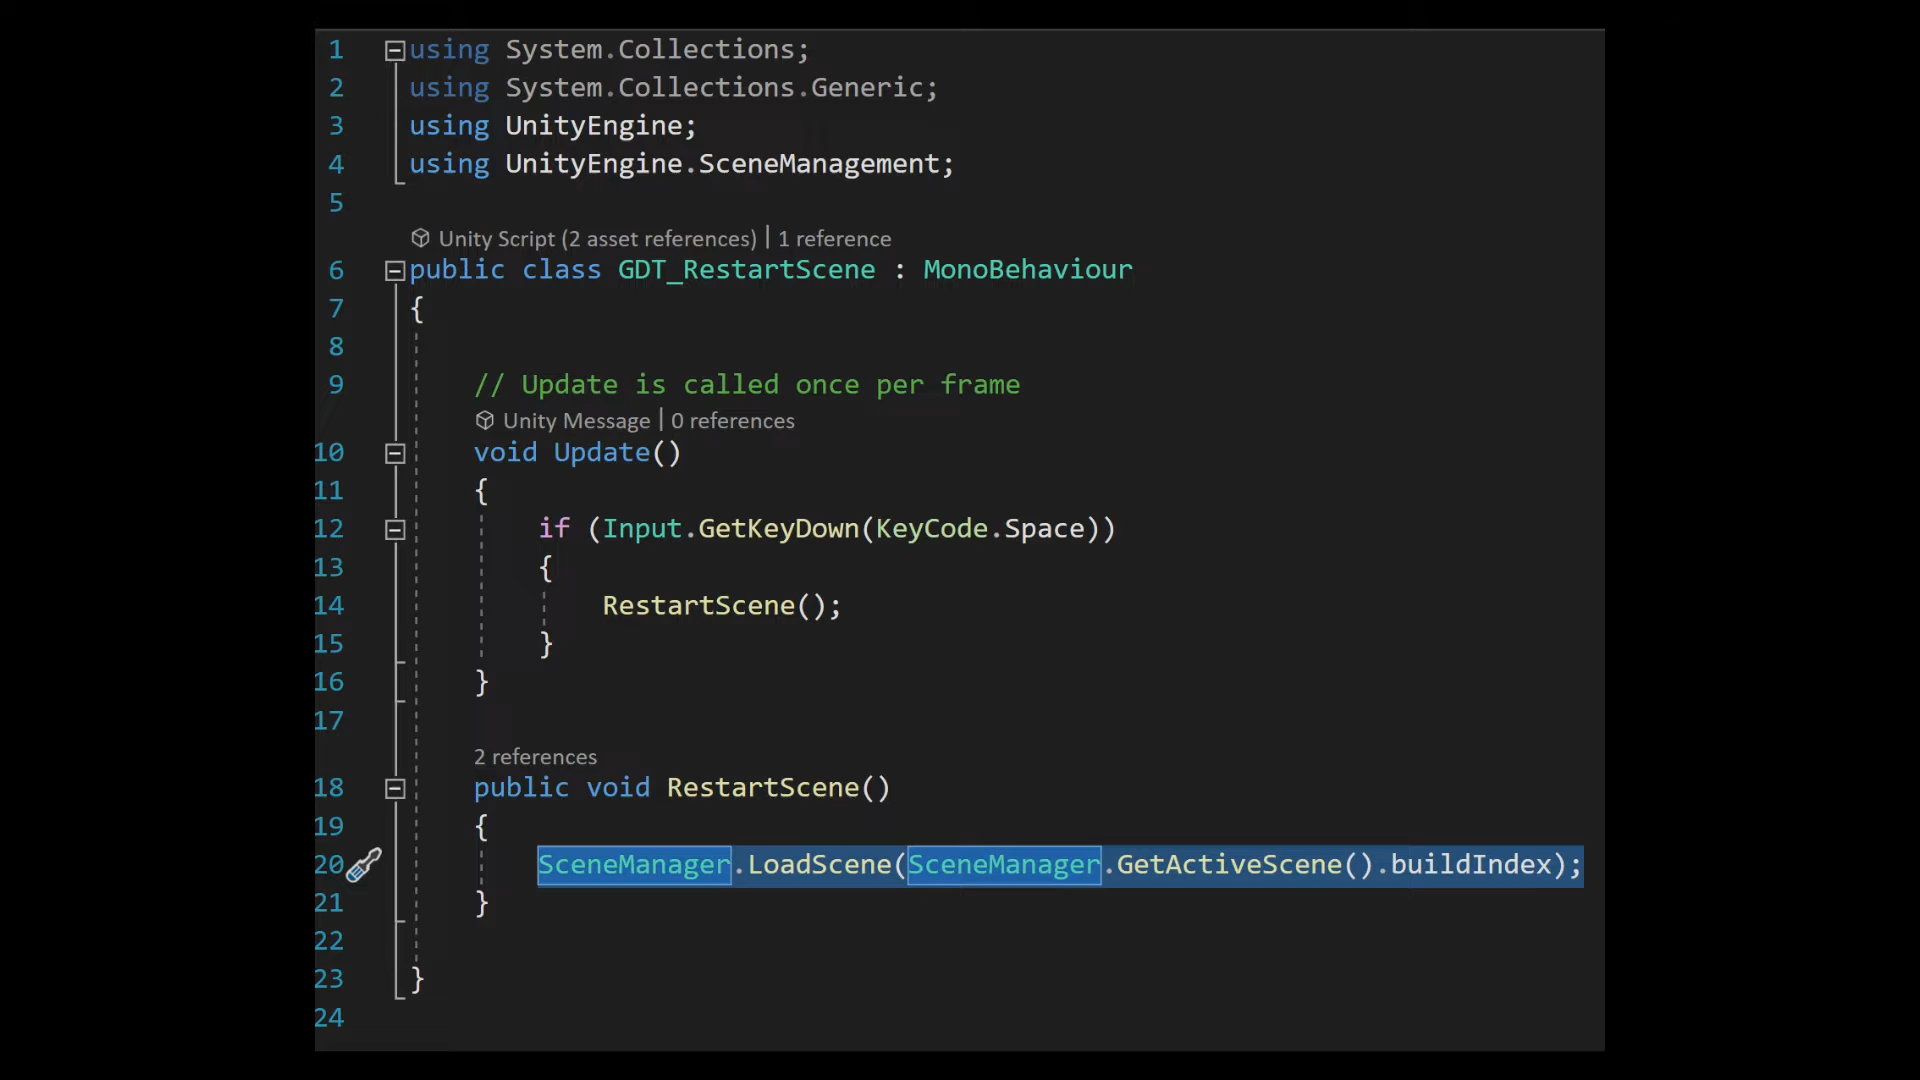 1 using System.Collections;
2 using System.Collections.Generic;
3 using UnityEngine;
4 using UnityEngine.SceneManagement;
5
Unity Script (2 asset references) | 1 reference
6 public class GDT_RestartScene : MonoBehaviour
7 {
8
9 // Update is called once per frame
Unity Message | 0 references
10 void Update()
11 {
12 if (Input.GetKeyDown(KeyCode.Space))
13 {
14 RestartScene();
15 }
16 }
17
2 references
18 public void RestartScene()
19 {
20 SceneManager.LoadScene(SceneManager.GetActiveScene().buildIndex);
21 }
22
23 }
24